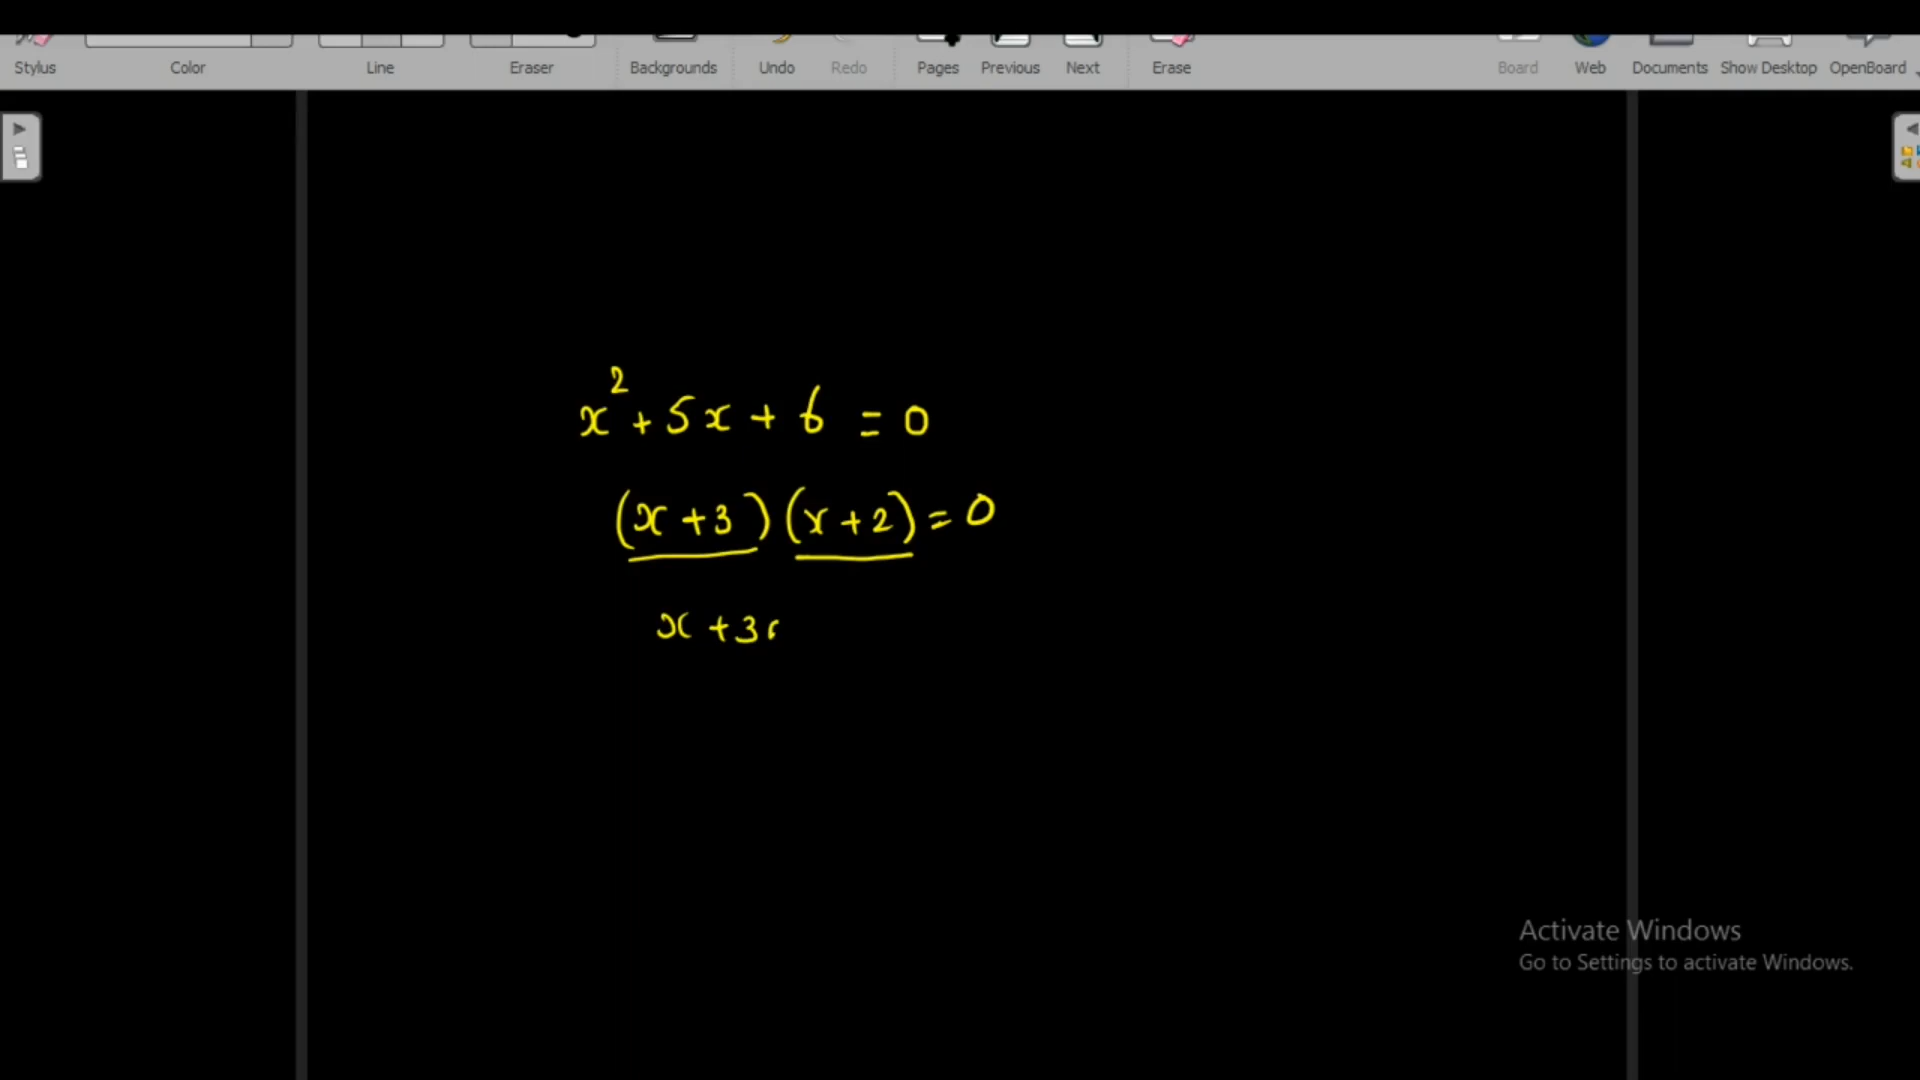 Stylus Color Line Eraser Backgrounds Undo Redo Pages Previous Next Erase Board Web Documents Show Desktop OpenBoard
x² + 5x + 6 = 0
(x + 3) (x + 2) = 0
x + 3
Activate Windows
Go to Settings to activate Windows.